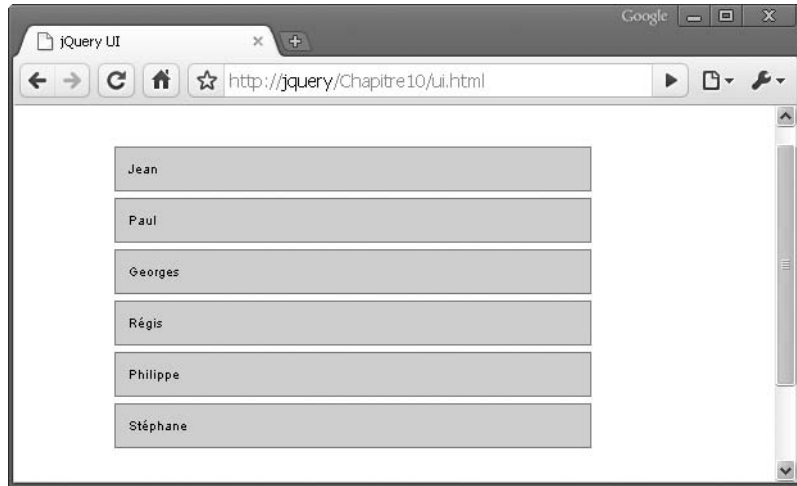 Google
jQuery UI
http://jquery/Chapitre10/ui.html
Jean
Paul
Georges
Régis
Philippe
Stéphane